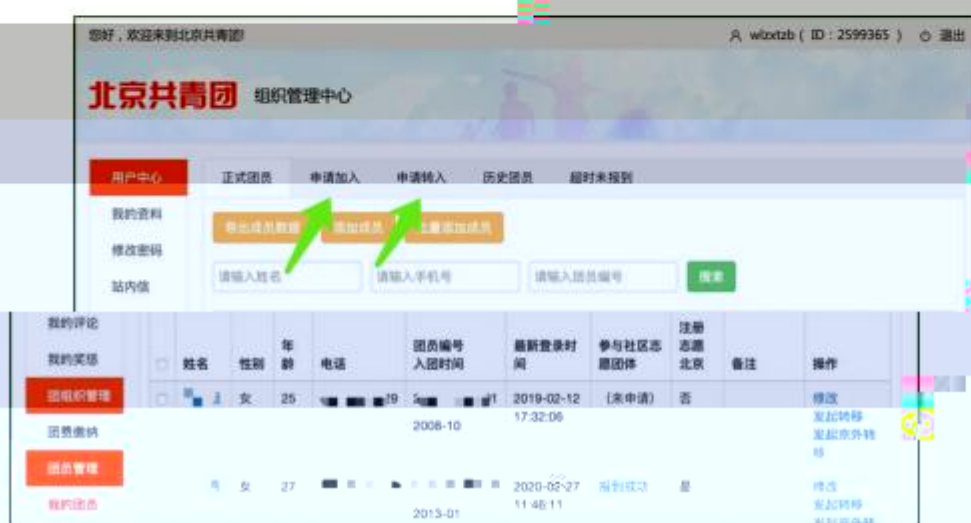 您好，欢迎来到北京共青团!
wlzxtzb ( ID : 2599365 ) 退出
北京共青团 组织管理中心
用户中心 正式团员 申请加入 申请转入 历史团员 超时未报到
我的资料
导出成员数据 添加成员 批量添加成员
修改密码
请输入姓名 请输入手机号 请输入团员编号 搜索
站内信
我的评论
我的奖惩
姓名 性别 年龄 电话 团员编号 入团时间 最新登录时间 参与社区志愿团体 注册志愿北京 备注 操作
团组织管理
女 25 2019-02-12 （未申请） 否 修改
团费缴纳
2008-10 17:32:06 发起转移
发起京外转移
团员管理
女 27 2020-02-27 报到成功 是 修改
我的团员
2013-01 11:46:11 发起转移
发起京外转